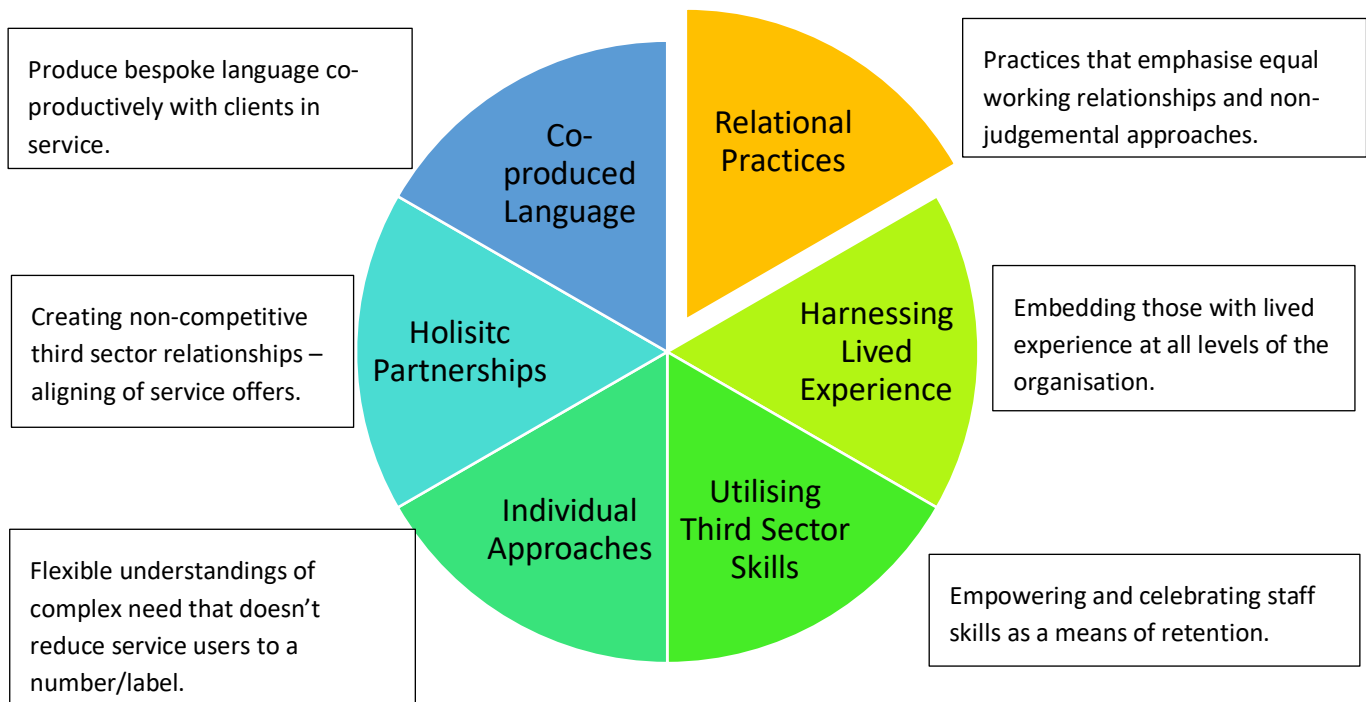 Produce bespoke language co-
productively with clients in
service.
Co-
produced
Language
Relational
Practices
Practices that emphasise equal
working relationships and non-
judgemental approaches.
Creating non-competitive
third sector relationships –
aligning of service offers.
Holisitc
Partnerships
Harnessing
Lived
Experience
Embedding those with lived
experience at all levels of the
organisation.
Flexible understandings of
complex need that doesn’t
reduce service users to a
number/label.
Individual
Approaches
Utilising
Third Sector
Skills
Empowering and celebrating staff
skills as a means of retention.